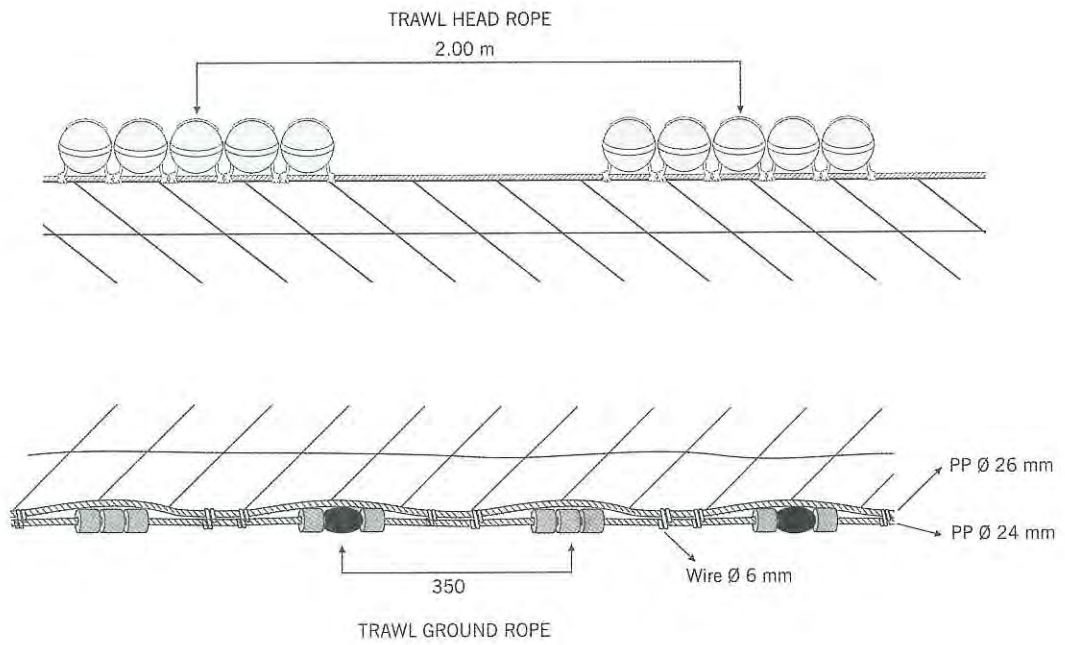 TRAWL HEAD ROPE
2.00 m
PP Ø 26 mm
PP Ø 24 mm
Wire Ø 6 mm
350
TRAWL GROUND ROPE